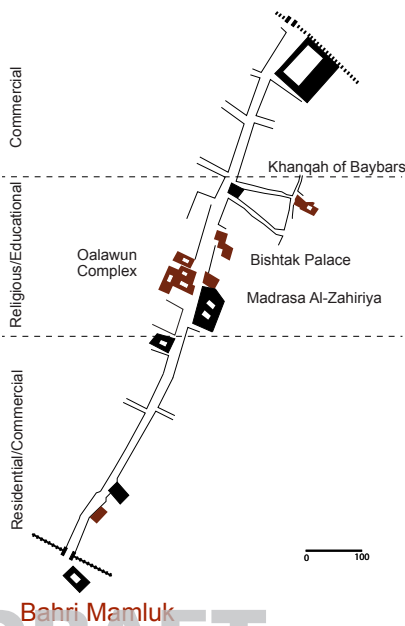 Commercial
Khanqah of Baybars
Religious/Educational
Oalawun
Complex
Bishtak Palace
Madrasa Al-Zahiriya
Residential/Commercial
0 100
Bahri Mamluk
DRAFT